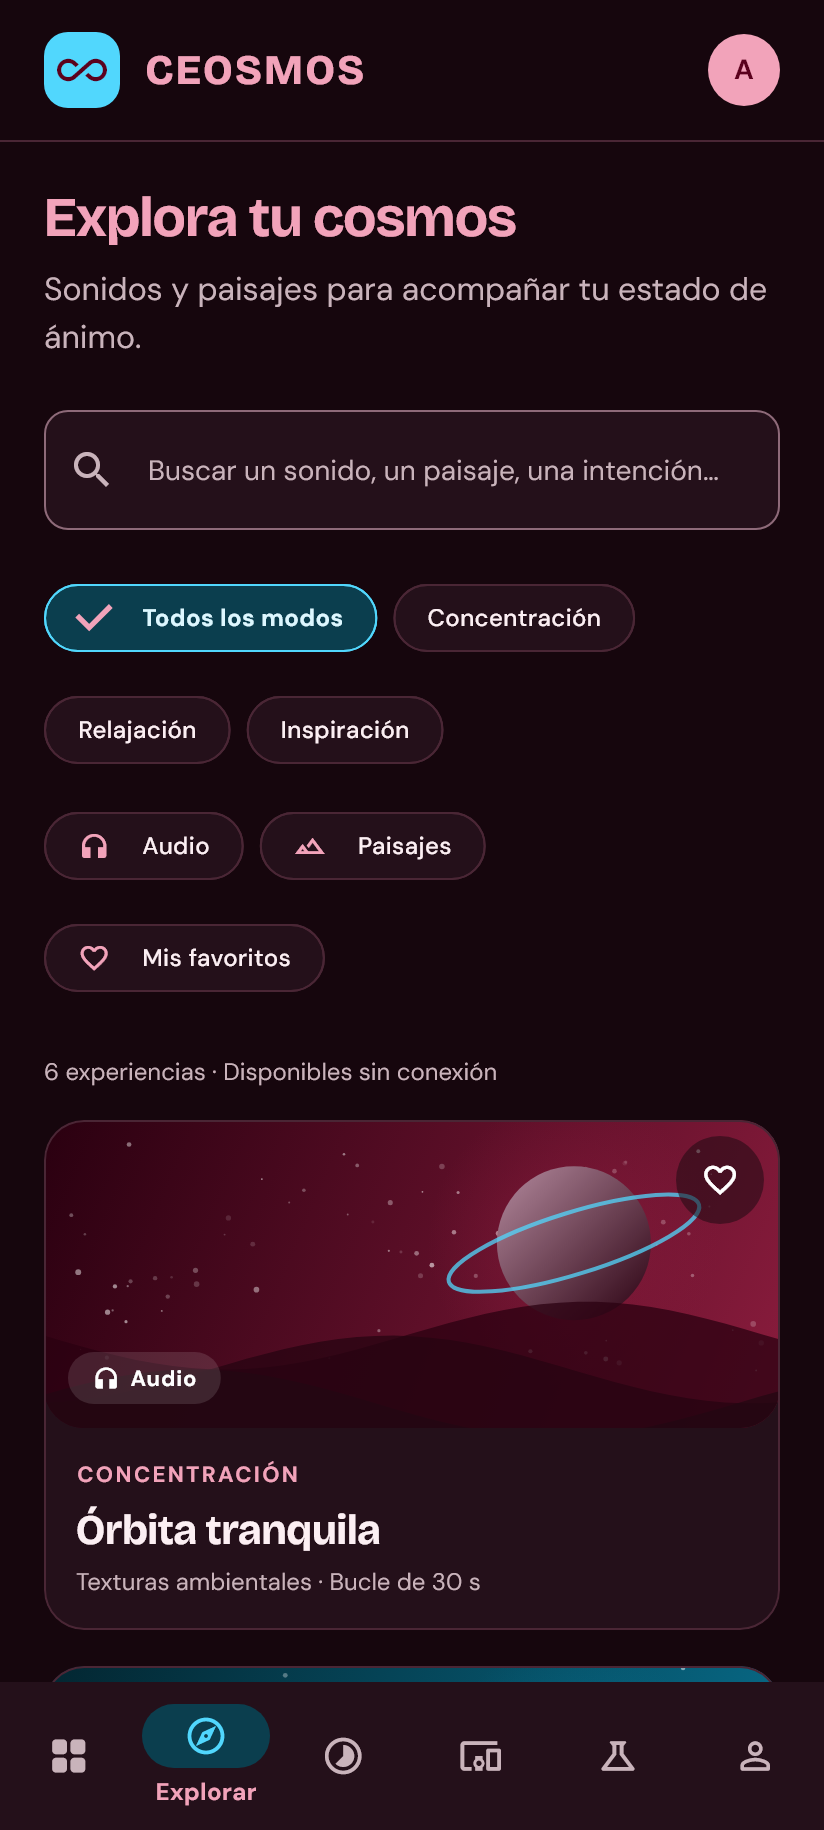 CEOSMOS
A
Explora tu cosmos
Sonidos y paisajes para acompañar tu estado de
ánimo.
Buscar un sonido, un paisaje, una intención...
Todos los modos
Concentración
Relajación
Inspiración
Audio
Paisajes
Mis favoritos
6 experiencias · Disponibles sin conexión
Audio
CONCENTRACIÓN
Órbita tranquila
Texturas ambientales · Bucle de 30 s
Explorar